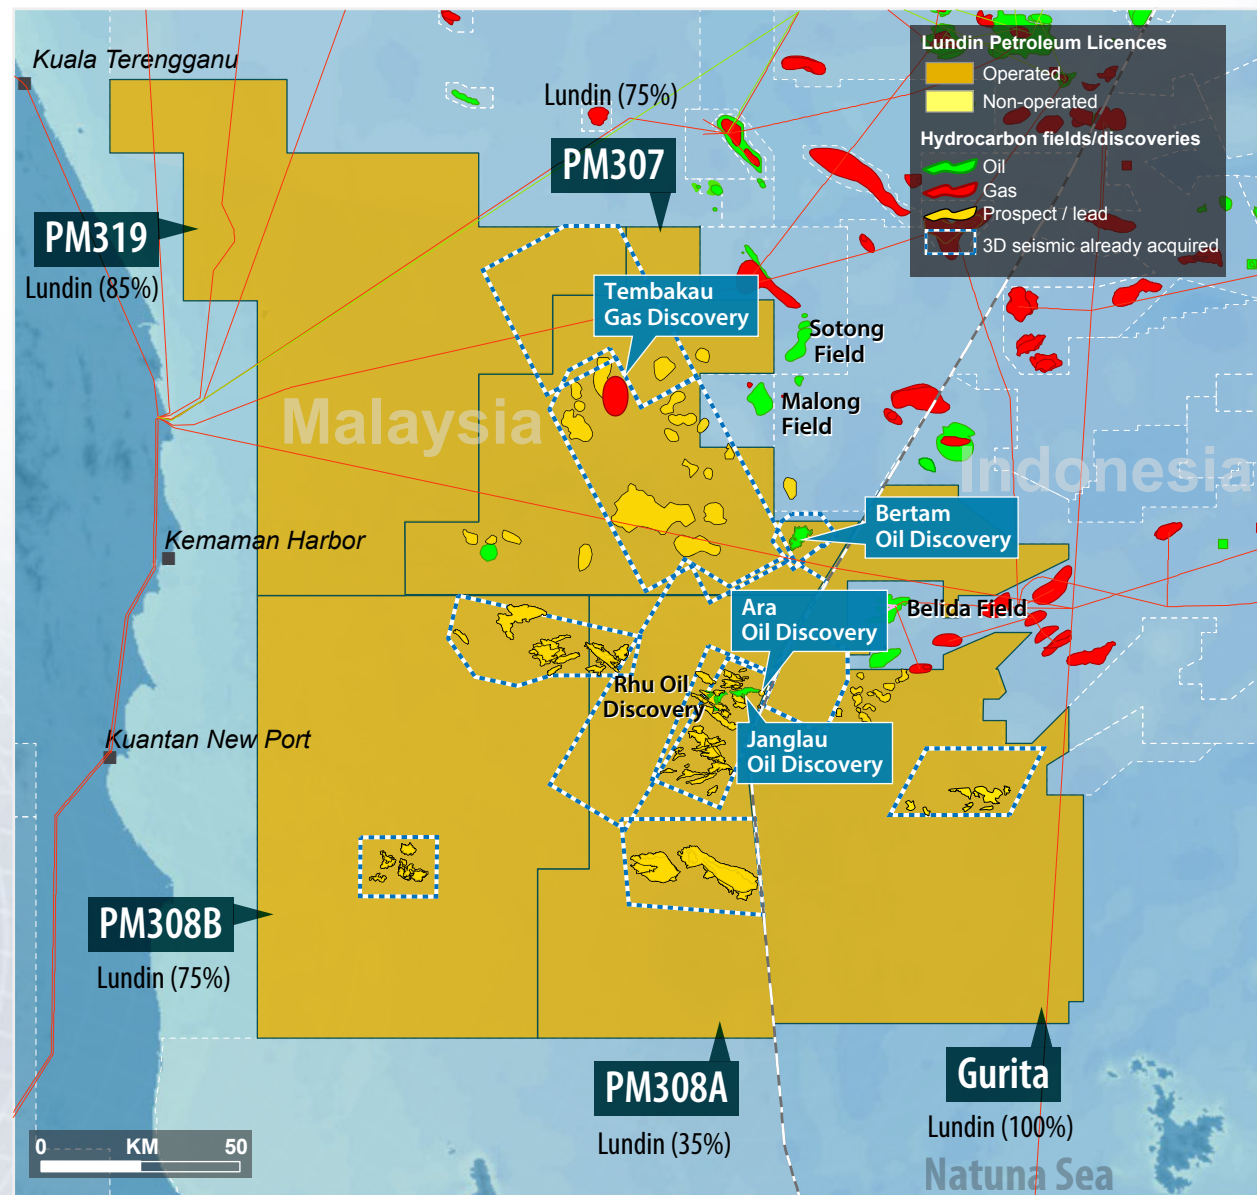 Kuala Terengganu
Lundin (75%)
PM307
PM319
Lundin (85%)
Lundin Petroleum Licences
Operated
Non-operated
Hydrocarbon fields/discoveries
Oil
Gas
Prospect / lead
3D seismic already acquired
Tembakau
Gas Discovery
Sotong
Field
Malong
Field
Malaysia
Indonesia
Bertam
Oil Discovery
Kemaman Harbor
Ara
Oil Discovery
Belida Field
Rhu Oil
Discovery
Janglau
Oil Discovery
Kuantan New Port
PM308B
Lundin (75%)
PM308A
Lundin (35%)
Gurita
Lundin (100%)
Natuna Sea
0 KM 50